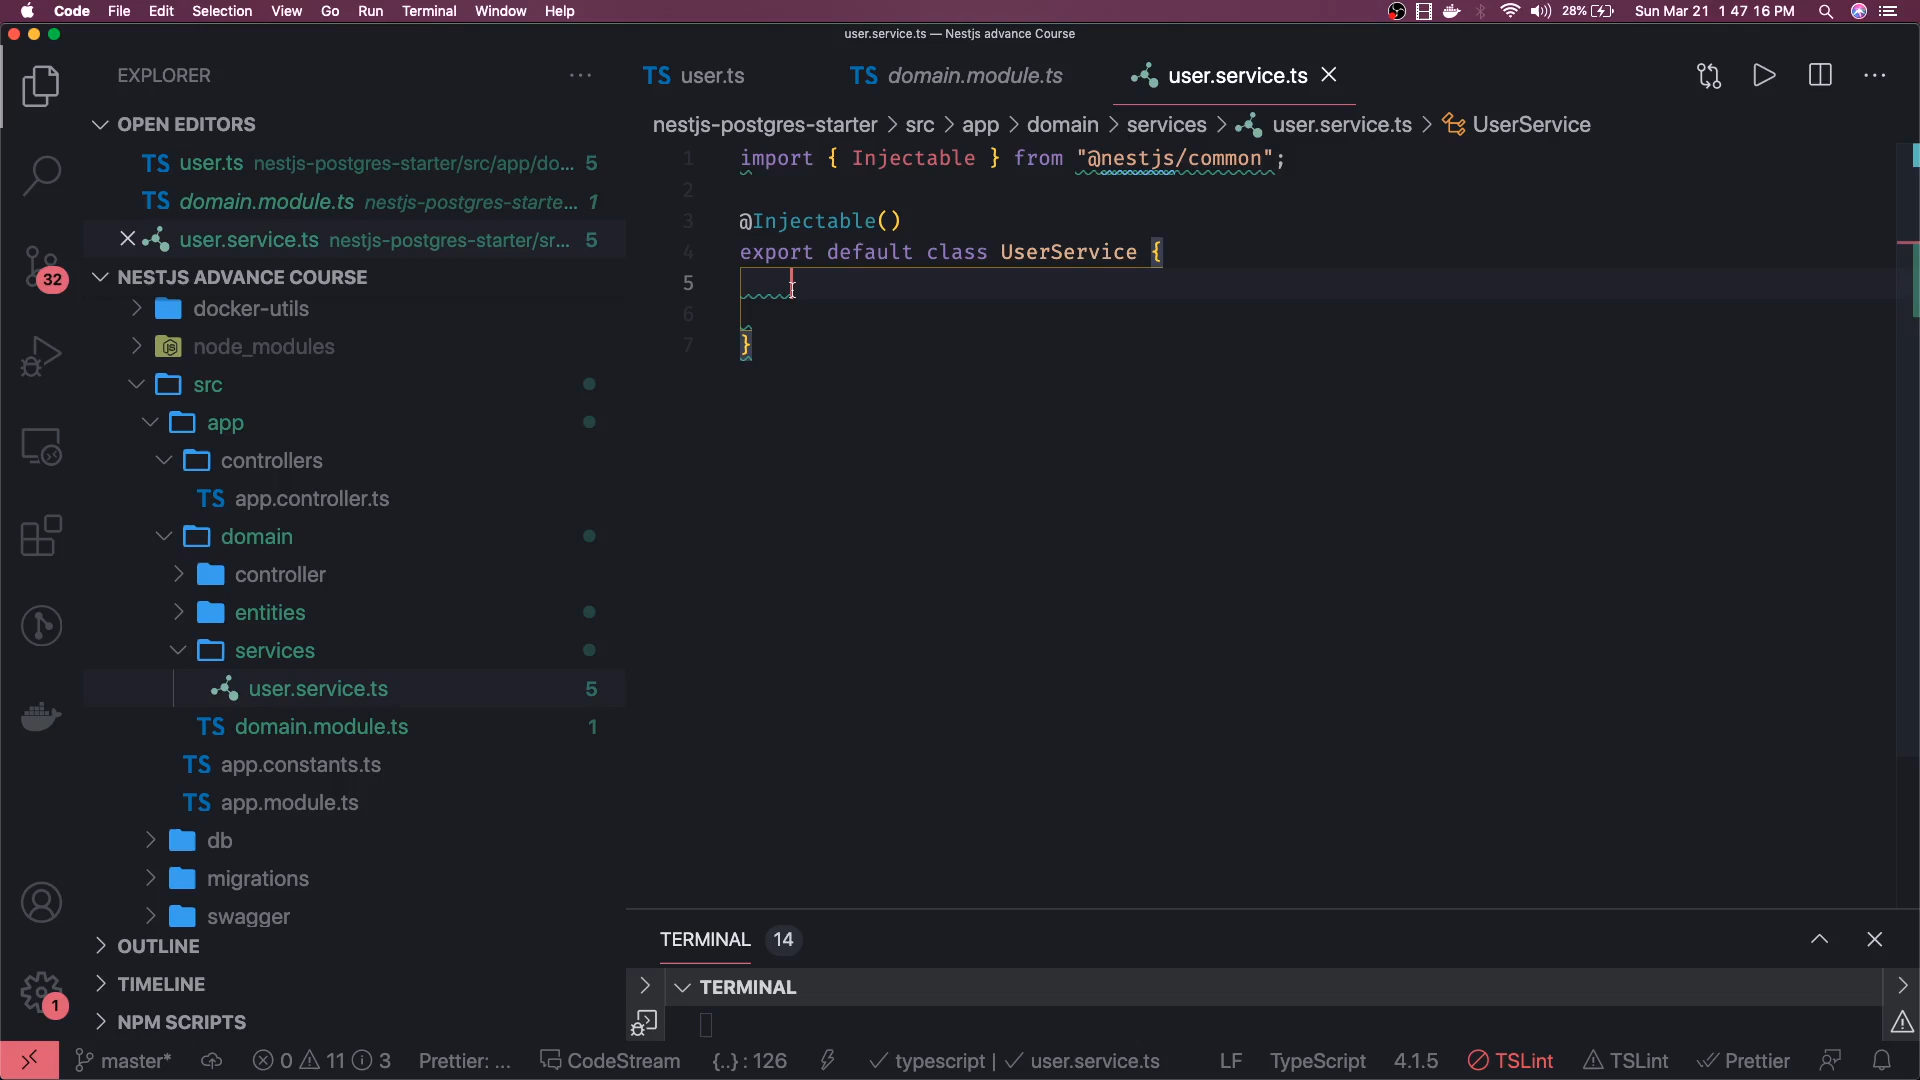 Code File Edit Selection View Go Run Terminal Window Help 28% Sun Mar 21 1 47 16 PM
user.service.ts — Nestjs advance Course
EXPLORER
TS user.ts
TS domain.module.ts
user.service.ts
OPEN EDITORS
TS user.ts nestjs-postgres-starter/src/app/do... 5
TS domain.module.ts nestjs-postgres-starte... 1
user.service.ts nestjs-postgres-starter/sr... 5
32
NESTJS ADVANCE COURSE
docker-utils
node_modules
src
app
controllers
TS app.controller.ts
domain
controller
entities
services
user.service.ts 5
TS domain.module.ts 1
TS app.constants.ts
TS app.module.ts
db
migrations
swagger
OUTLINE
TIMELINE
1
NPM SCRIPTS
nestjs-postgres-starter > src > app > domain > services > user.service.ts > UserService
1 import { Injectable } from "@nestjs/common";
2
3 @Injectable()
4 export default class UserService {
5
6
7 }
TERMINAL 14
TERMINAL
master* 0 11 3 Prettier: ... CodeStream {..} : 126 typescript | user.service.ts LF TypeScript 4.1.5 TSLint TSLint Prettier